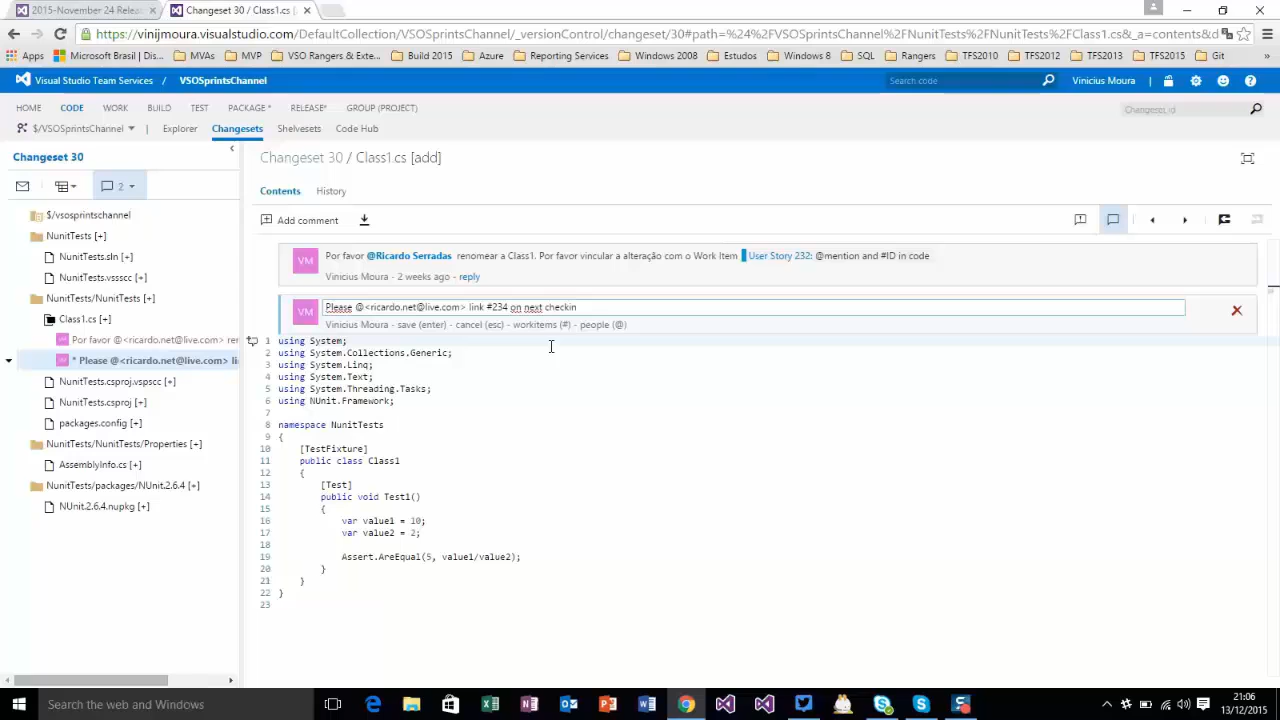 2015-November 24 Relea
Changeset 30 / Class1.cs [
https://vinijmoura.visualstudio.com/DefaultCollection/VSOSprintsChannel/_versionControl/changeset/30#path=%24%2FVSOSprintsChannel%2FNunitTests%2FNunitTests%2FClass1.cs&_a=contents&d
Apps Microsoft Brasil | De MVAs MVP VSO Rangers & Exte Build 2015 Azure Reporting Services Windows 2008 Estudos Windows 8 SQL Rangers TFS2010 TFS2012 TFS2013 TFS2015 Git
Visual Studio Team Services / VSOSprintsChannel Search code Vinicius Moura
HOME CODE WORK BUILD TEST PACKAGE* RELEASE* GROUP (PROJECT) Changeset id
$/VSOSprintsChannel Explorer Changesets Shelvesets Code Hub
Changeset 30
2
$/vsosprintschannel
NunitTests [+]
NunitTests.sln [+]
NunitTests.vssscc [+]
NunitTests/NunitTests [+]
Class1.cs [+]
VM Por favor @<ricardo.net@live.com> ren
VM * Please @<ricardo.net@live.com> li
NunitTests.csproj.vspscc [+]
NunitTests.csproj [+]
packages.config [+]
NunitTests/NunitTests/Properties [+]
AssemblyInfo.cs [+]
NunitTests/packages/NUnit.2.6.4 [+]
NUnit.2.6.4.nupkg [+]
Changeset 30 / Class1.cs [add]
Contents History
Add comment
VM Por favor @Ricardo Serradas renomear a Class1. Por favor vincular a alteração com o Work Item User Story 232: @mention and #ID in code
Vinicius Moura - 2 weeks ago - reply
VM Please @<ricardo.net@live.com> link #234 on next checkin
Vinicius Moura - save (enter) - cancel (esc) - workitems (#) - people (@)
1 using System;
2 using System.Collections.Generic;
3 using System.Linq;
4 using System.Text;
5 using System.Threading.Tasks;
6 using NUnit.Framework;
7
8 namespace NunitTests
9 {
10 [TestFixture]
11 public class Class1
12 {
13 [Test]
14 public void Test1()
15 {
16 var value1 = 10;
17 var value2 = 2;
18
19 Assert.AreEqual(5, value1/value2);
20 }
21 }
22 }
23
Search the web and Windows
21:06
13/12/2015